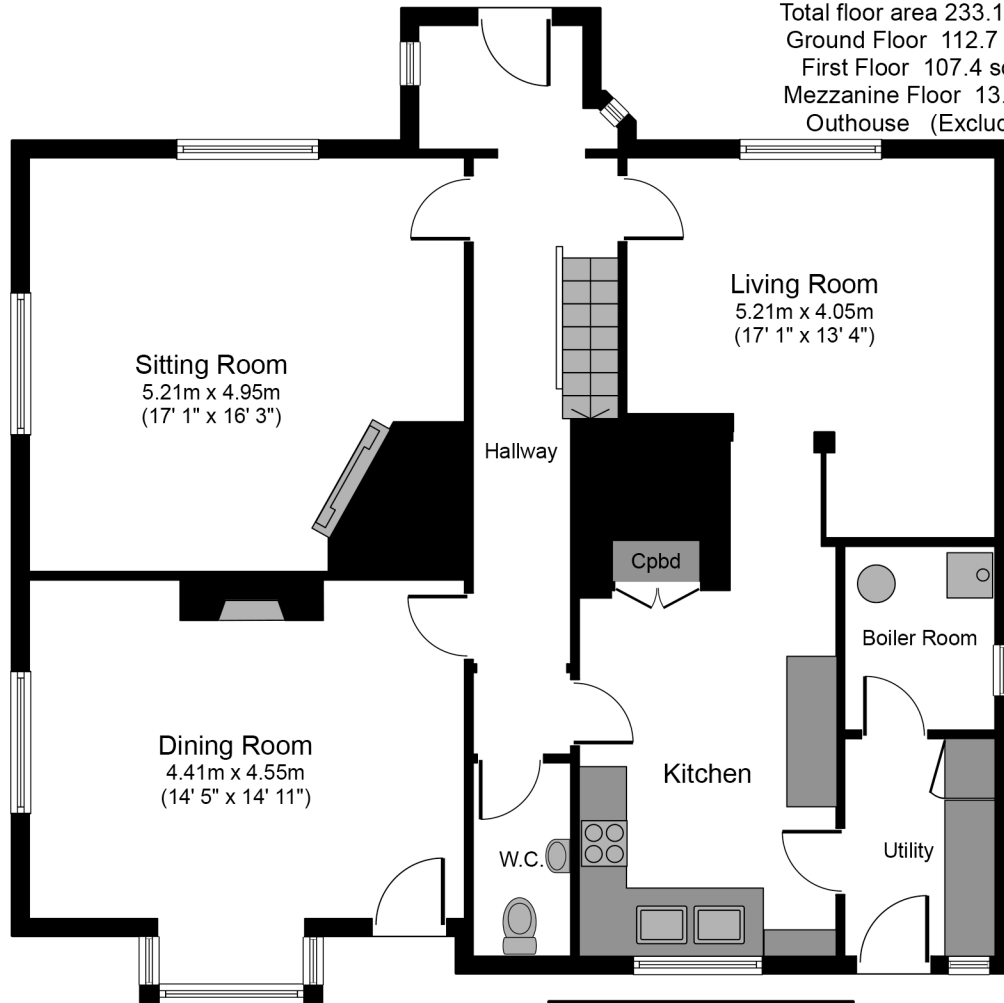 Total floor area 233.1
Ground Floor 112.7
First Floor 107.4
Mezzanine Floor 13.
Outhouse
Living Room
5.21m x 4.05m
(17' 1" x 13' 4")
Sitting Room
5.21m x 4.95m
(17' 1" x 16' 3")
Hallway
Cpbd
Boiler Room
Dining Room
4.41m x 4.55m
(14' 5" x 14' 11")
Kitchen
W.C.
Utility